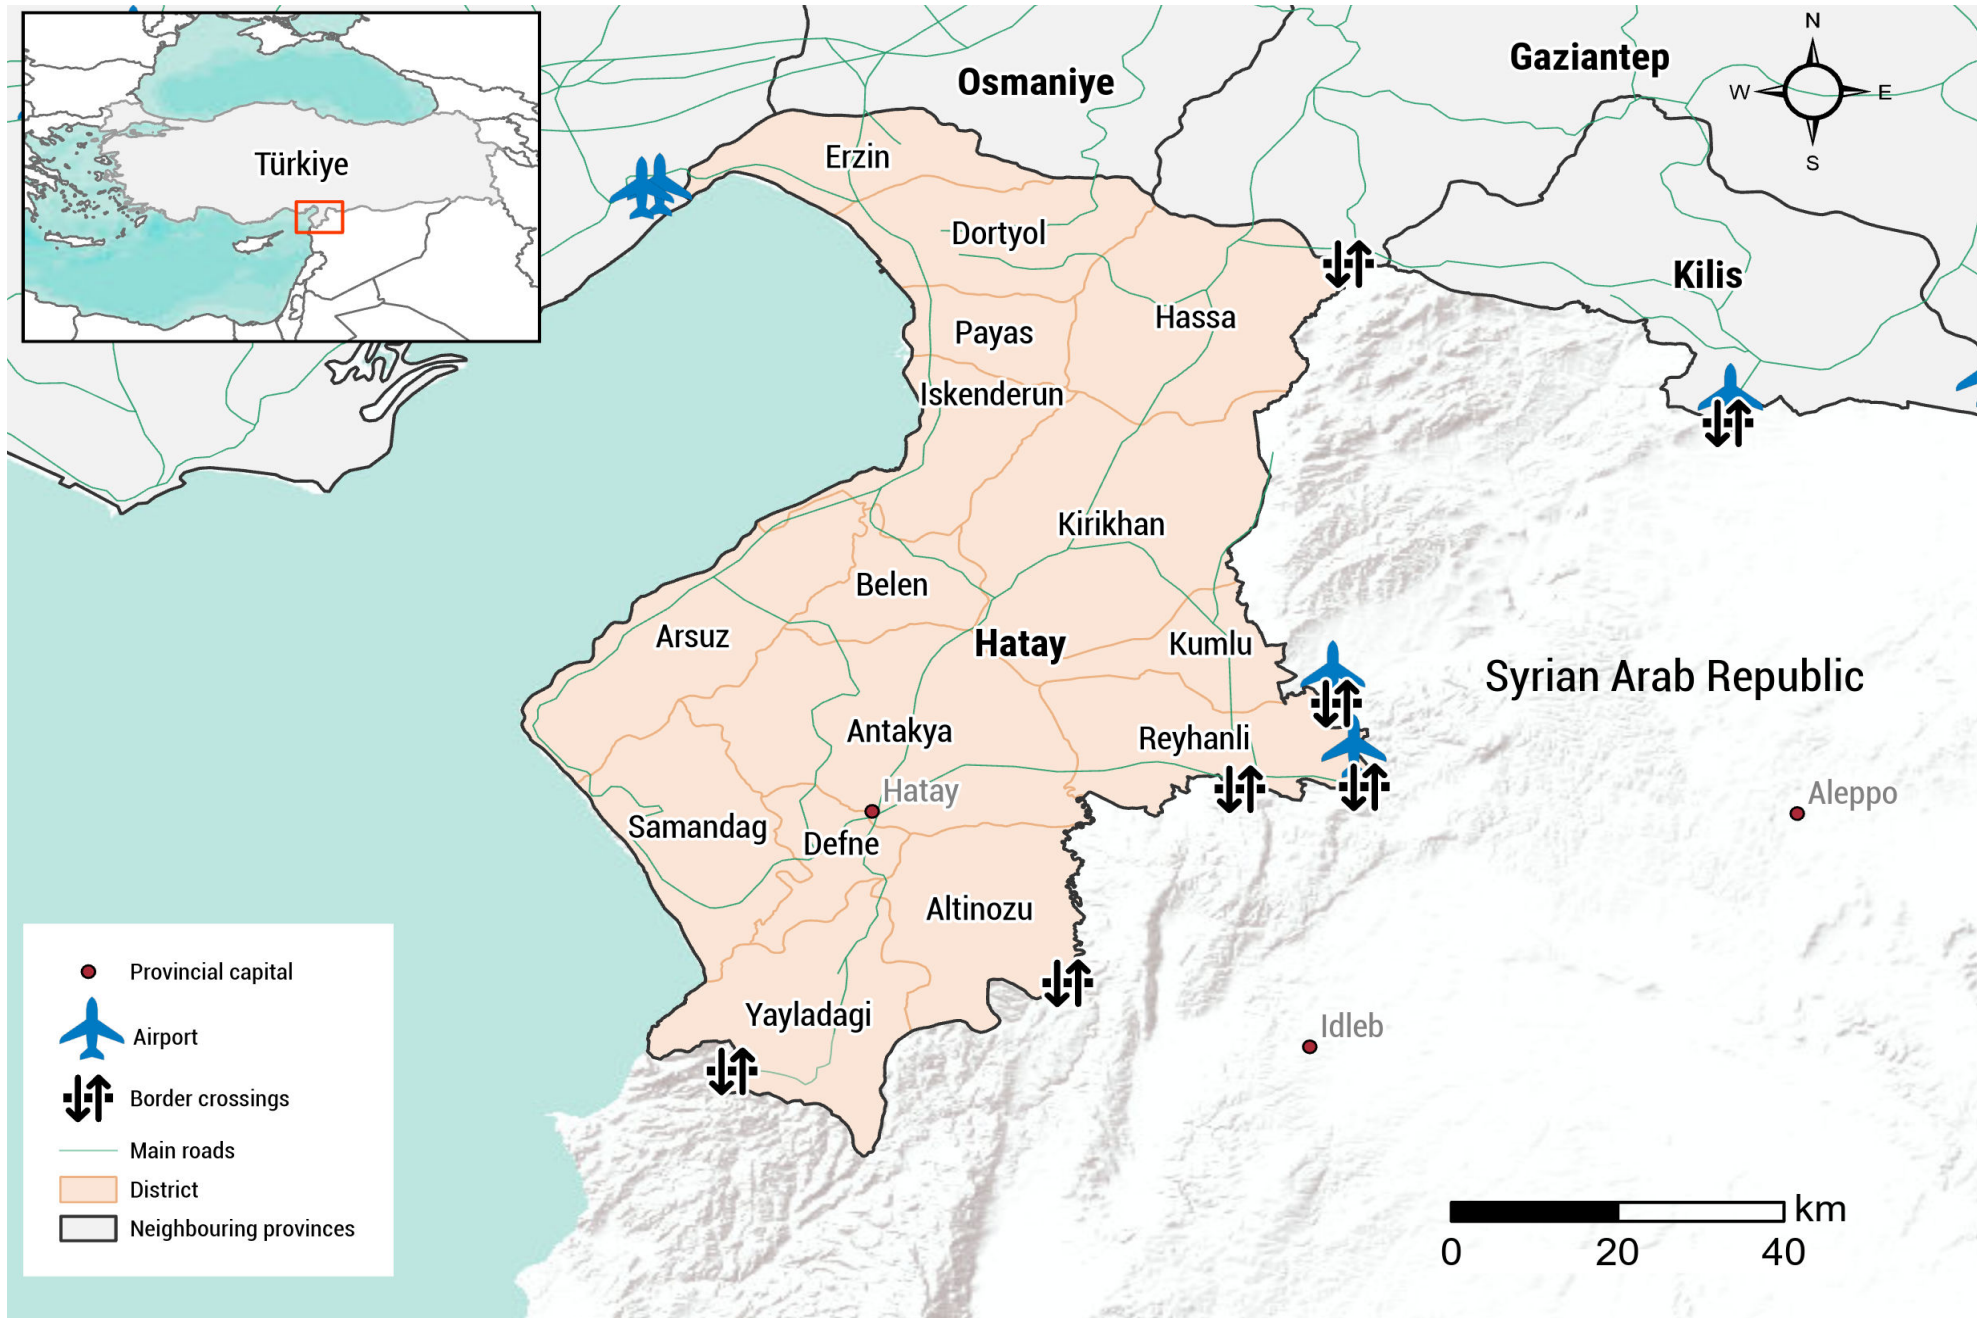 Türkiye
Osmaniye
Gaziantep
N
W
E
S
Erzin
Dortyol
Kilis
Hassa
Payas
Iskenderun
Kirikhan
Belen
Arsuz
Hatay
Kumlu
Syrian Arab Republic
Antakya
Reyhanli
Hatay
Aleppo
Samandag
Defne
Altinozu
Yayladagi
Idleb
Provincial capital
Airport
Border crossings
Main roads
District
Neighbouring provinces
km
0 20 40